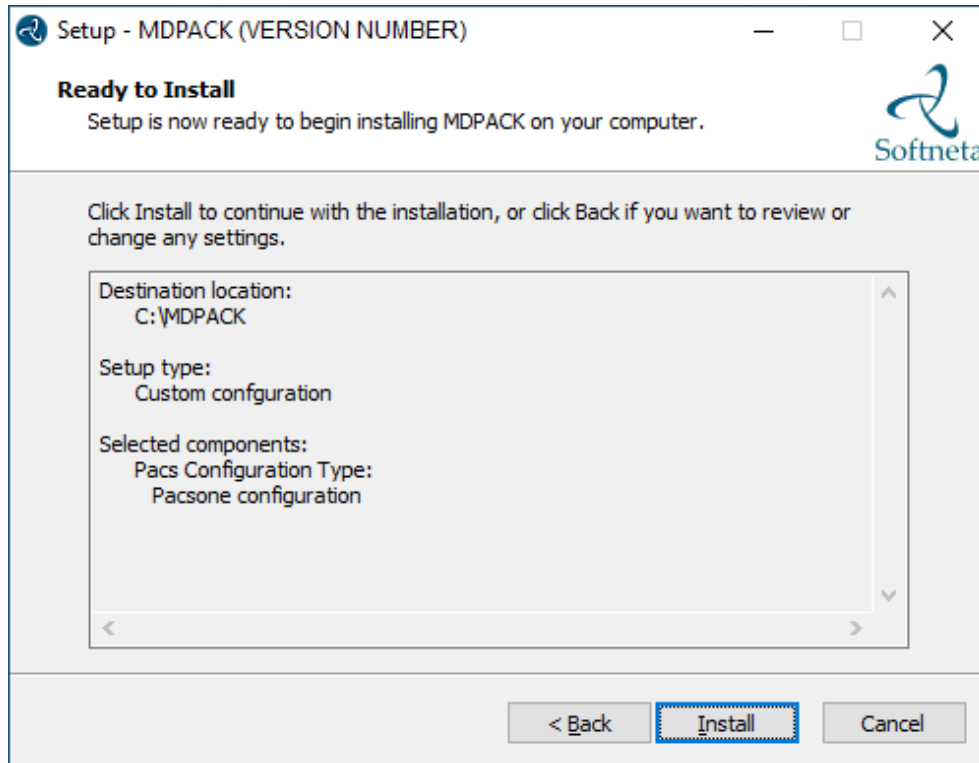 Setup - MDPACK (VERSION NUMBER)
Ready to Install
Setup is now ready to begin installing MDPACK on your computer.
Softneta
Click Install to continue with the installation, or click Back if you want to review or
change any settings.
Destination location:
C:\MDPACK
Setup type:
Custom confguration
Selected components:
Pacs Configuration Type:
Pacsone configuration
< Back
Install
Cancel